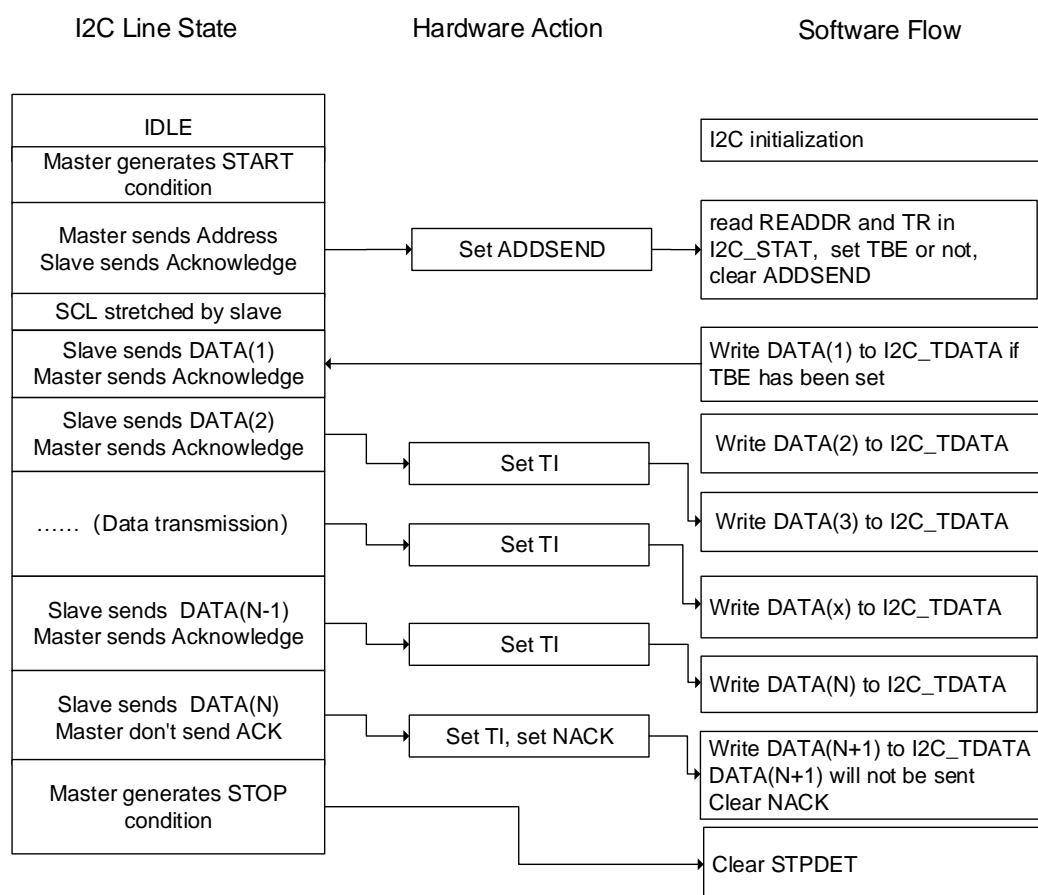 I2C Line State
Hardware Action
Software Flow
IDLE
I2C initialization
Master generates START
condition
Master sends Address
Slave sends Acknowledge
Set ADDSEND
read READDR and TR in
I2C_STAT, set TBE or not,
clear ADDSEND
SCL stretched by slave
Slave sends DATA(1)
Master sends Acknowledge
Write DATA(1) to I2C_TDATA if
TBE has been set
Slave sends DATA(2)
Master sends Acknowledge
Set TI
Write DATA(2) to I2C_TDATA
Write DATA(3) to I2C_TDATA
...... (Data transmission)
Set TI
Write DATA(x) to I2C_TDATA
Slave sends DATA(N-1)
Master sends Acknowledge
Set TI
Write DATA(N) to I2C_TDATA
Slave sends DATA(N)
Master don't send ACK
Set TI, set NACK
Write DATA(N+1) to I2C_TDATA
DATA(N+1) will not be sent
Clear NACK
Master generates STOP
condition
Clear STPDET